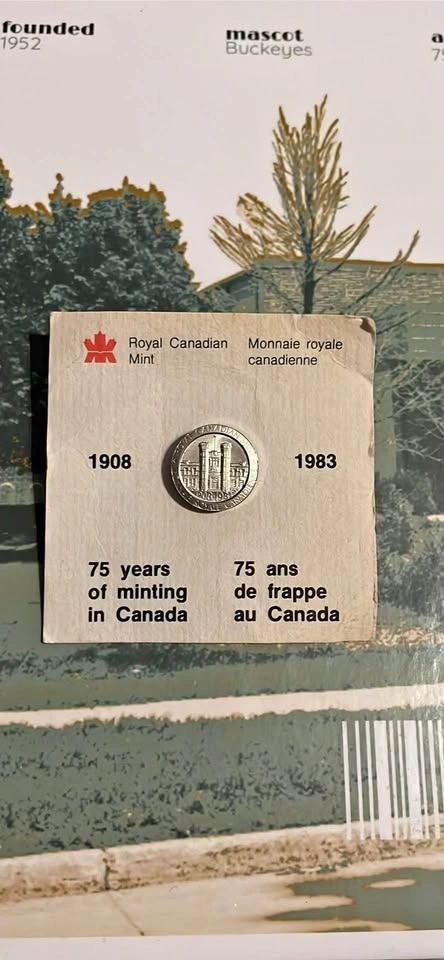 founded
1952
mascot
Buckeyes
a
75
Royal Canadian
Mint
Monnaie royale
canadienne
1908
1983
75 years
of minting
in Canada
75 ans
de frappe
au Canada